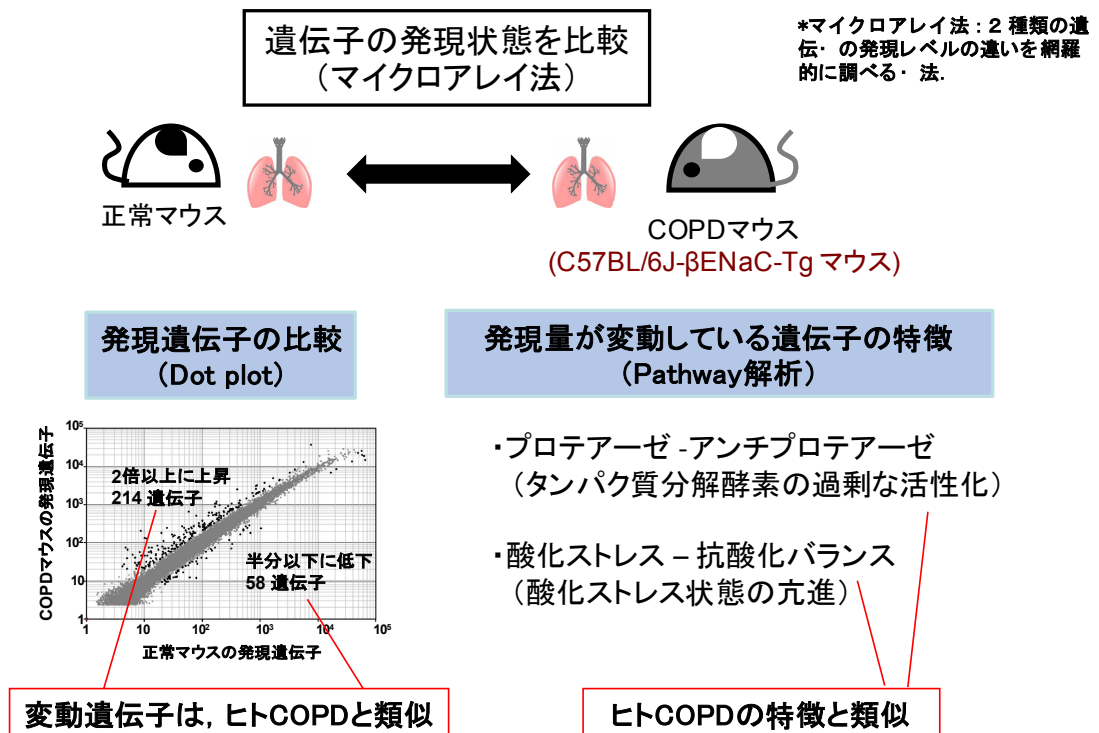 遺伝子の発現状態を比較
（マイクロアレイ法）
*マイクロアレイ法：2 種類の遺
伝・ の発現レベルの違いを網羅
的に調べる・ 法.
正常マウス
COPDマウス
(C57BL/6J-βENaC-Tg マウス)
発現遺伝子の比較
（Dot plot）
発現量が変動している遺伝子の特徴
（Pathway解析）
COPDマウスの発現遺伝子
10⁵
10⁴
10³
10²
10
1
2倍以上に上昇
214 遺伝子
半分以下に低下
58 遺伝子
1 10 10² 10³ 10⁴ 10⁵
正常マウスの発現遺伝子
・プロテアーゼ -アンチプロテアーゼ
（タンパク質分解酵素の過剰な活性化）
・酸化ストレス – 抗酸化バランス
（酸化ストレス状態の亢進）
変動遺伝子は, ヒトCOPDと類似
ヒトCOPDの特徴と類似